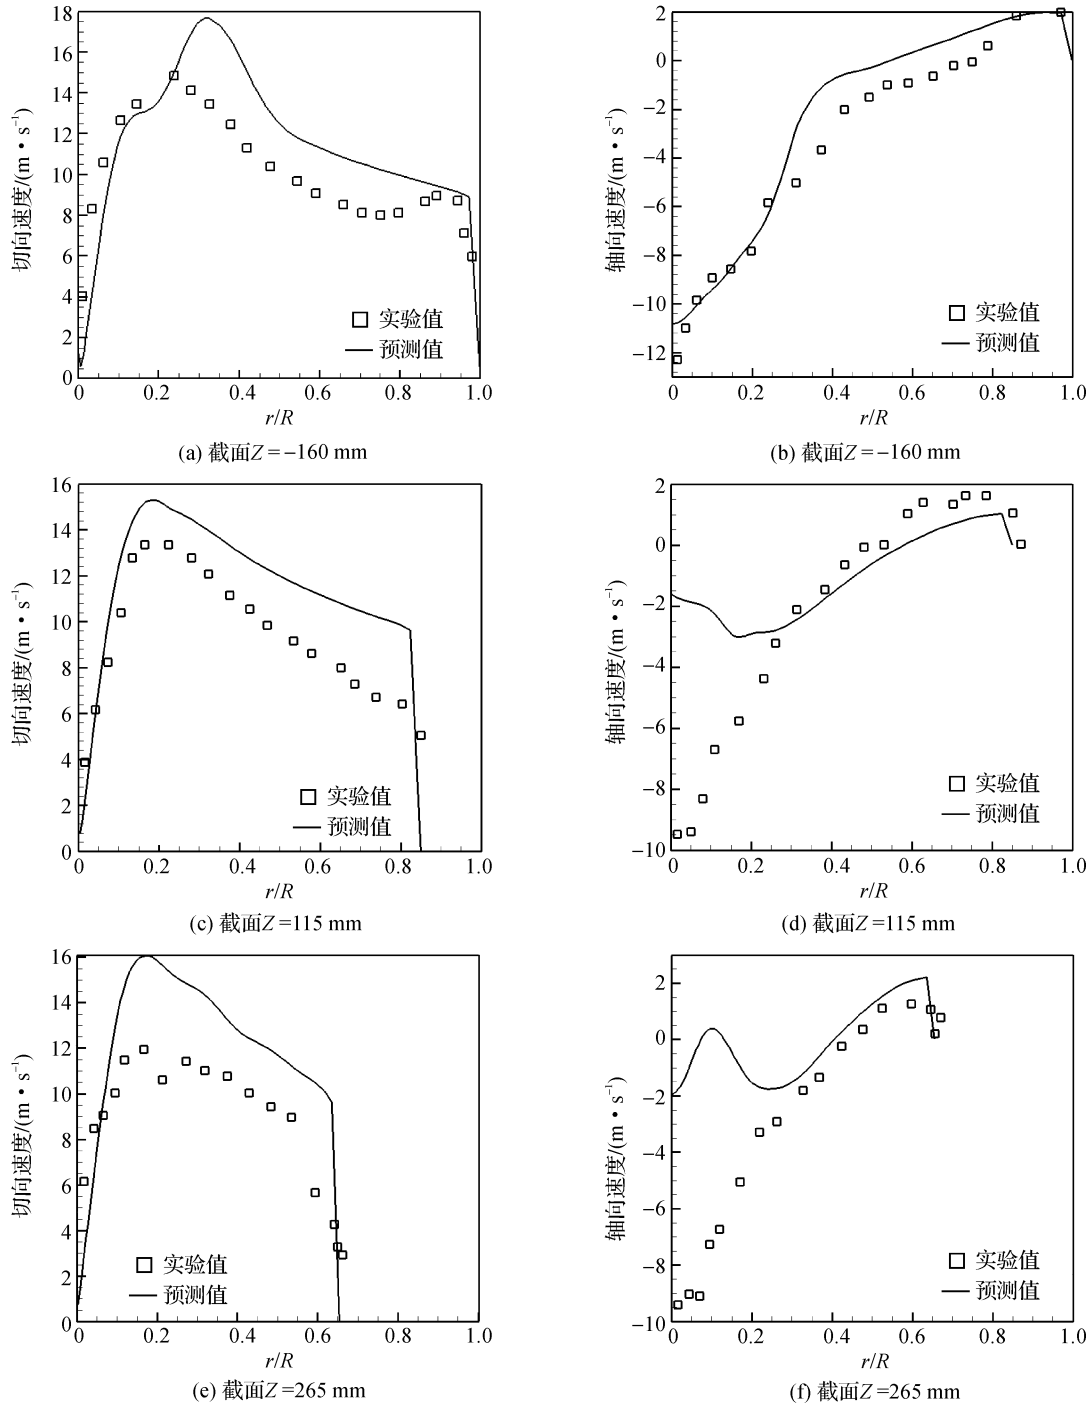 18
16
14
12
10
8
6
4
2
0
切向速度/(m·s⁻¹)
实验值
预测值
0 0.2 0.4 0.6 0.8 1.0
r/R
(a) 截面Z=−160 mm
2
0
−2
−4
−6
−8
−10
−12
轴向速度/(m·s⁻¹)
实验值
预测值
0 0.2 0.4 0.6 0.8 1.0
r/R
(b) 截面Z=−160 mm
16
14
12
10
8
6
4
2
0
切向速度/(m·s⁻¹)
实验值
预测值
0 0.2 0.4 0.6 0.8 1.0
r/R
(c) 截面Z=115 mm
2
0
−2
−4
−6
−8
−10
轴向速度/(m·s⁻¹)
实验值
预测值
0 0.2 0.4 0.6 0.8 1.0
r/R
(d) 截面Z=115 mm
16
14
12
10
8
6
4
2
0
切向速度/(m·s⁻¹)
实验值
预测值
0 0.2 0.4 0.6 0.8 1.0
r/R
(e) 截面Z=265 mm
2
0
−2
−4
−6
−8
−10
轴向速度/(m·s⁻¹)
实验值
预测值
0 0.2 0.4 0.6 0.8 1.0
r/R
(f) 截面Z=265 mm